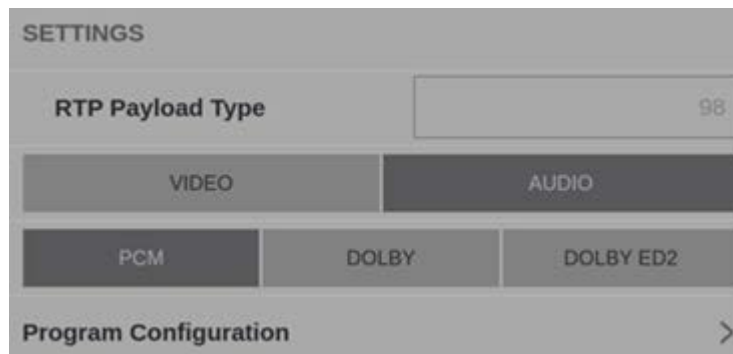 SETTINGS
RTP Payload Type 98
VIDEO AUDIO
PCM DOLBY DOLBY ED2
Program Configuration